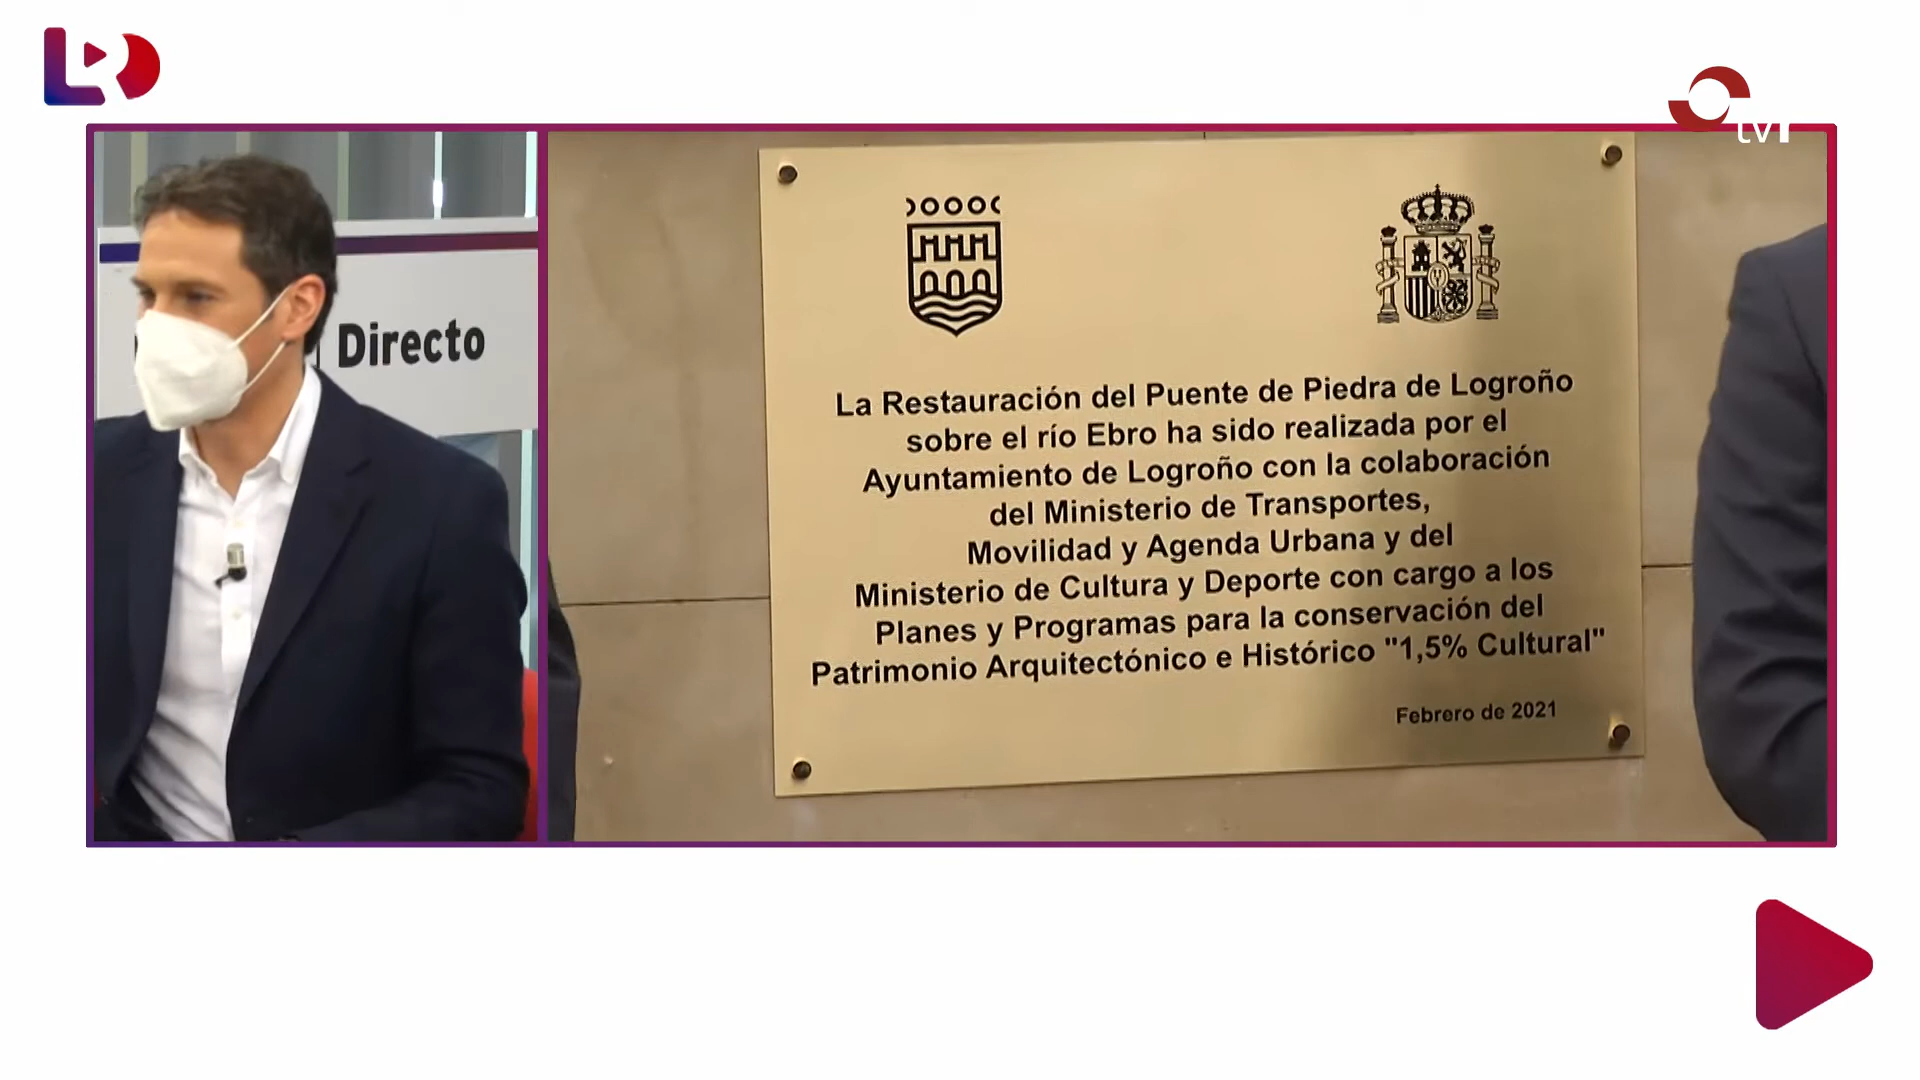 LR
tvr
Directo
La Restauración del Puente de Piedra de Logroño
sobre el río Ebro ha sido realizada por el
Ayuntamiento de Logroño con la colaboración
del Ministerio de Transportes,
Movilidad y Agenda Urbana y del
Ministerio de Cultura y Deporte con cargo a los
Planes y Programas para la conservación del
Patrimonio Arquitectónico e Histórico "1,5% Cultural"
Febrero de 2021